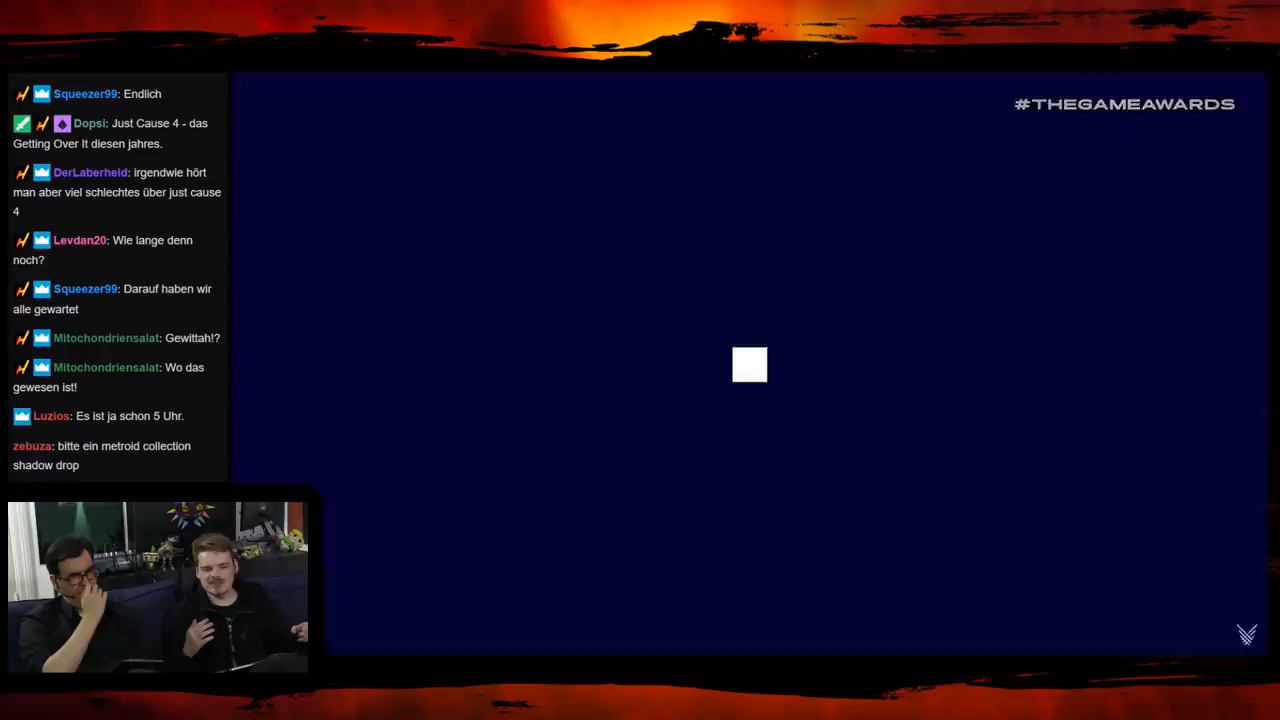 #THEGAMEAWARDS
Squeezer99: Endlich
Dopsi: Just Cause 4 - das
Getting Over It diesen jahres.
DerLaberheld: irgendwie hört
man aber viel schlechtes über just cause
4
Levdan20: Wie lange denn
noch?
Squeezer99: Darauf haben wir
alle gewartet
Mitochondriensalat: Gewittah!?
Mitochondriensalat: Wo das
gewesen ist!
Luzios: Es ist ja schon 5 Uhr.
zebuza: bitte ein metroid collection
shadow drop